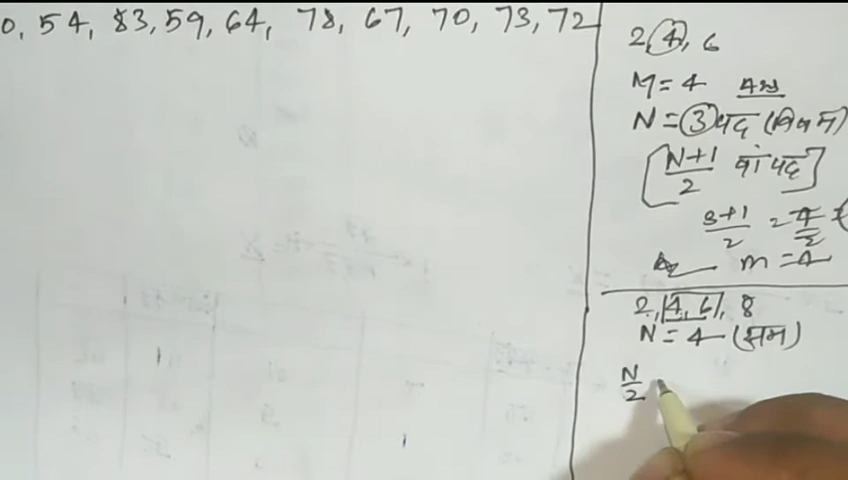 0, 54, 83, 59, 64, 78, 67, 70, 73, 72
2, 4, 6
M = 4 Ans
N = 3 पद (विषम)
[N+1/2 वां पद]
3+1/2 = 4/2 =
m = 4
2, 4, 6, 8
N = 4 (सम)
N/2